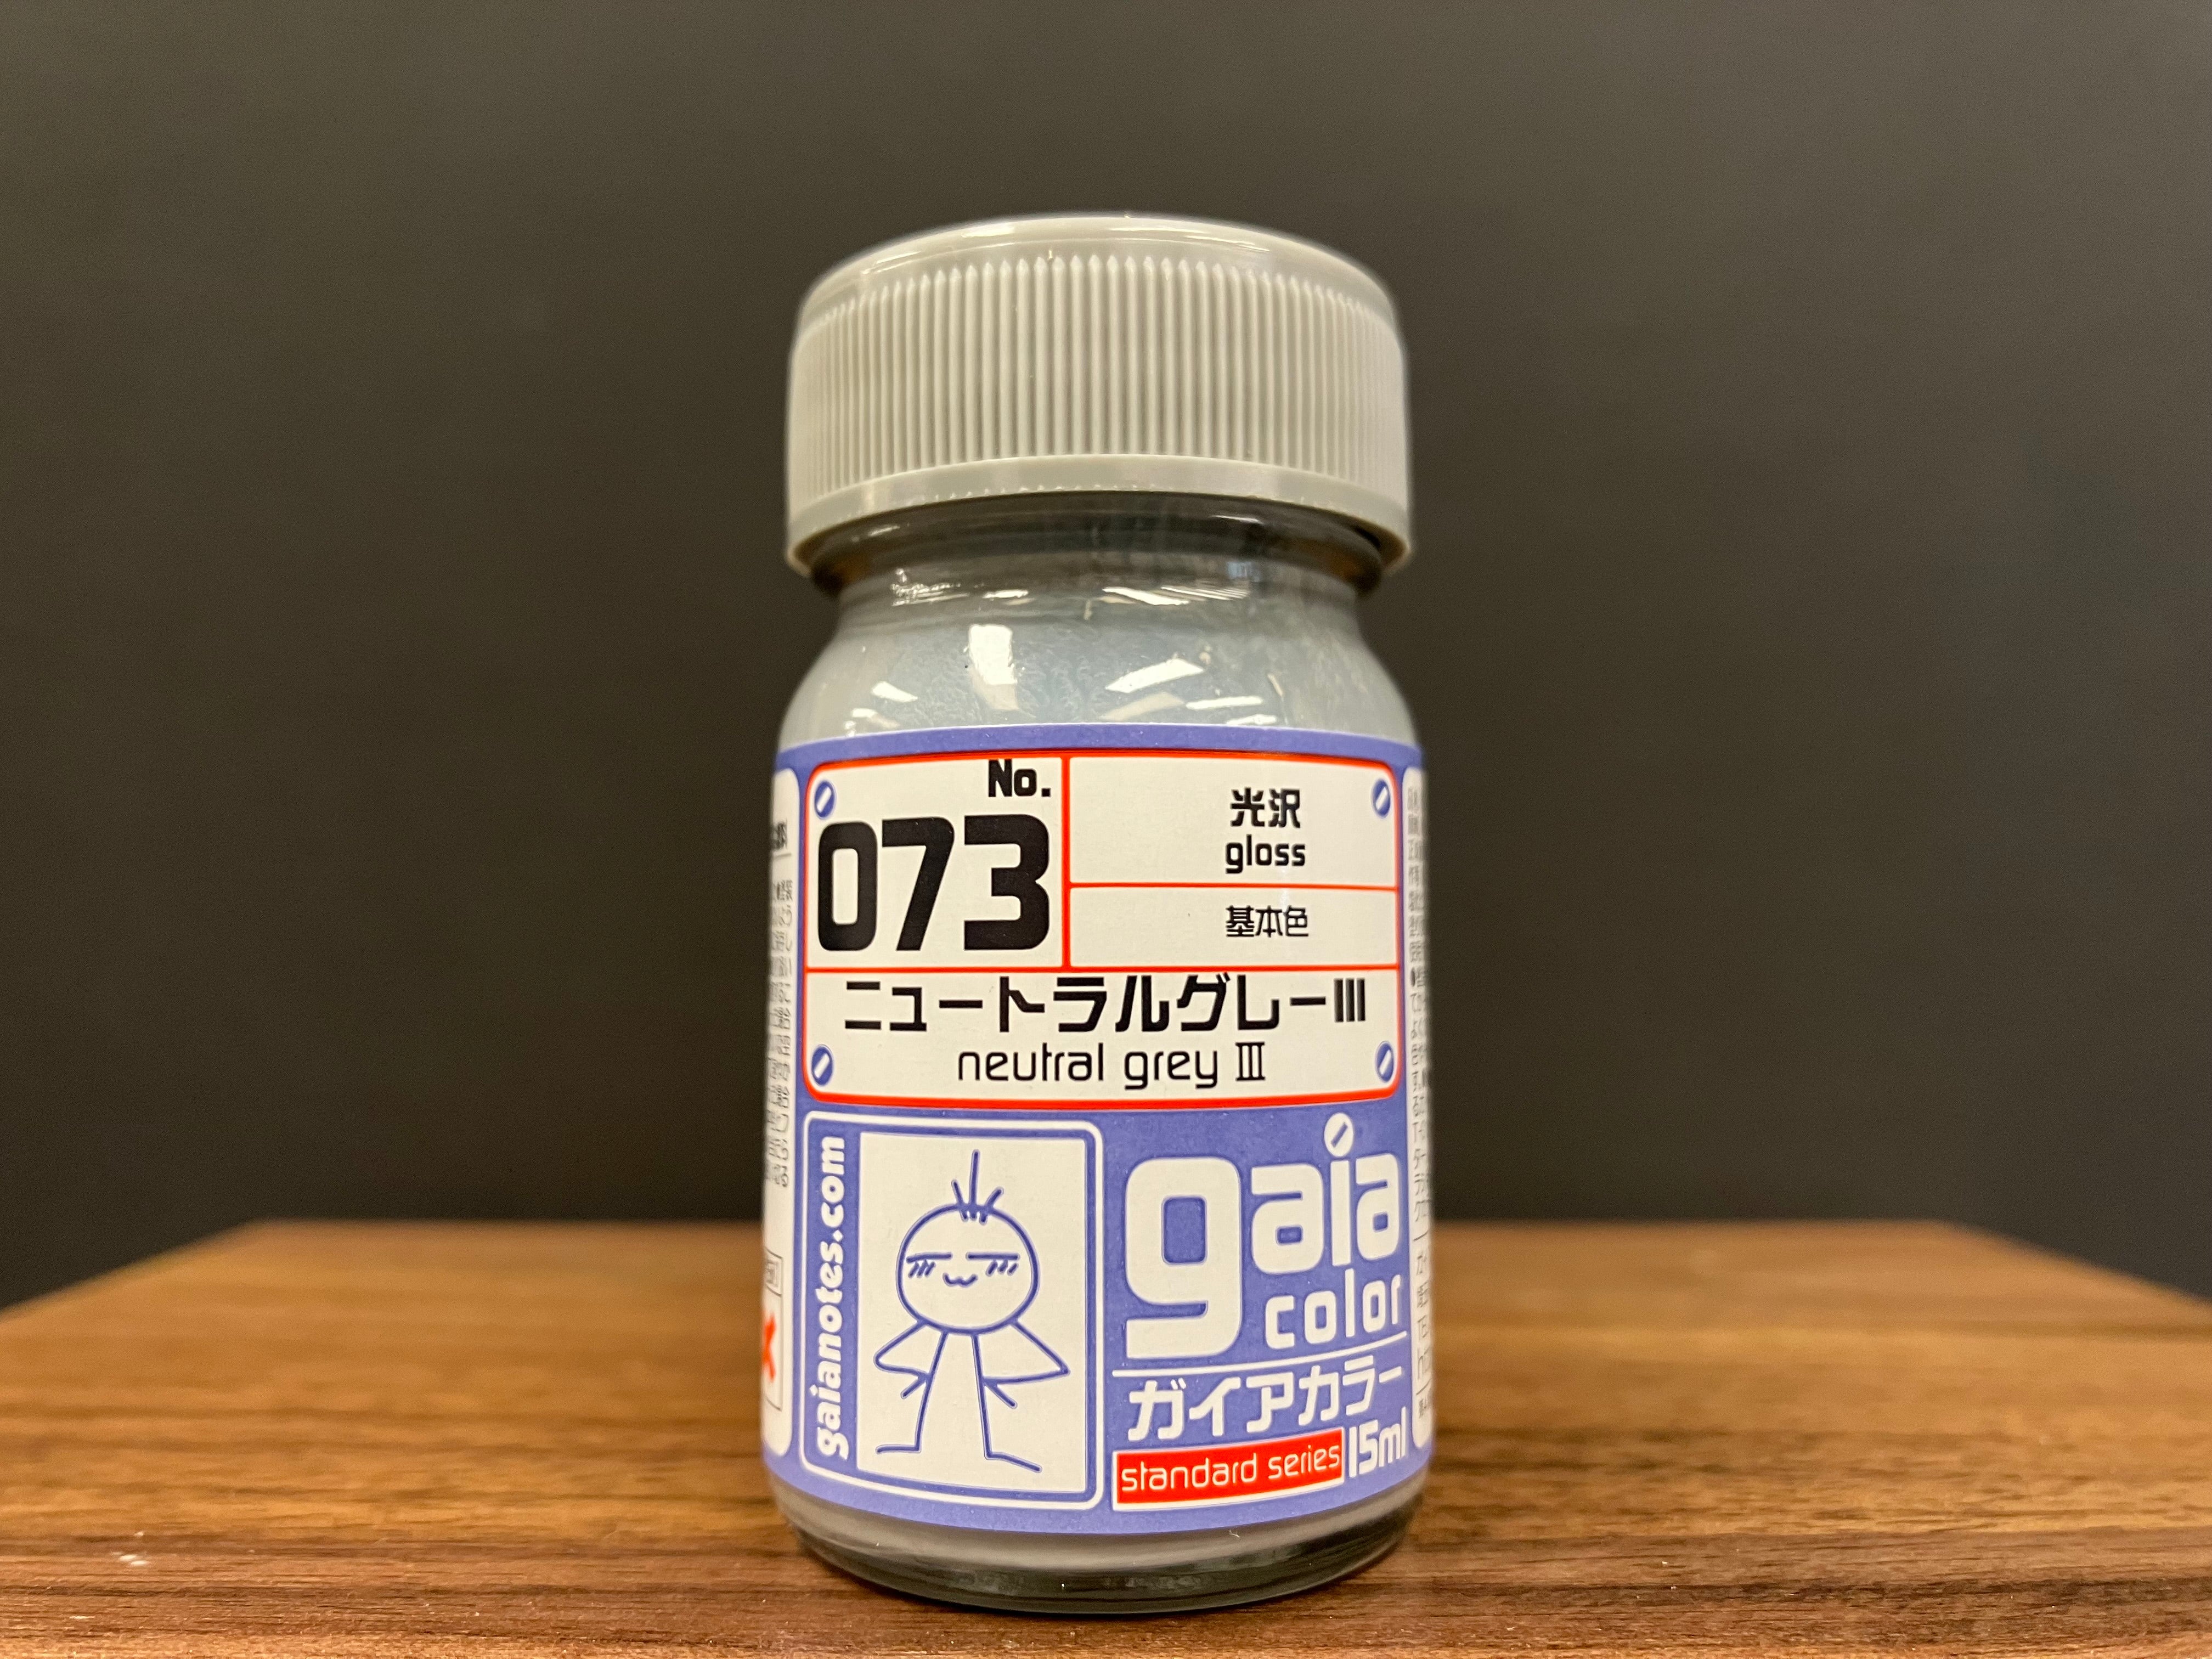 No.
073
光沢
gloss
基本色
ニュートラルグレーIII
neutral grey III
gaianotes.com
gaia
color
ガイアカラー
standard series
15ml